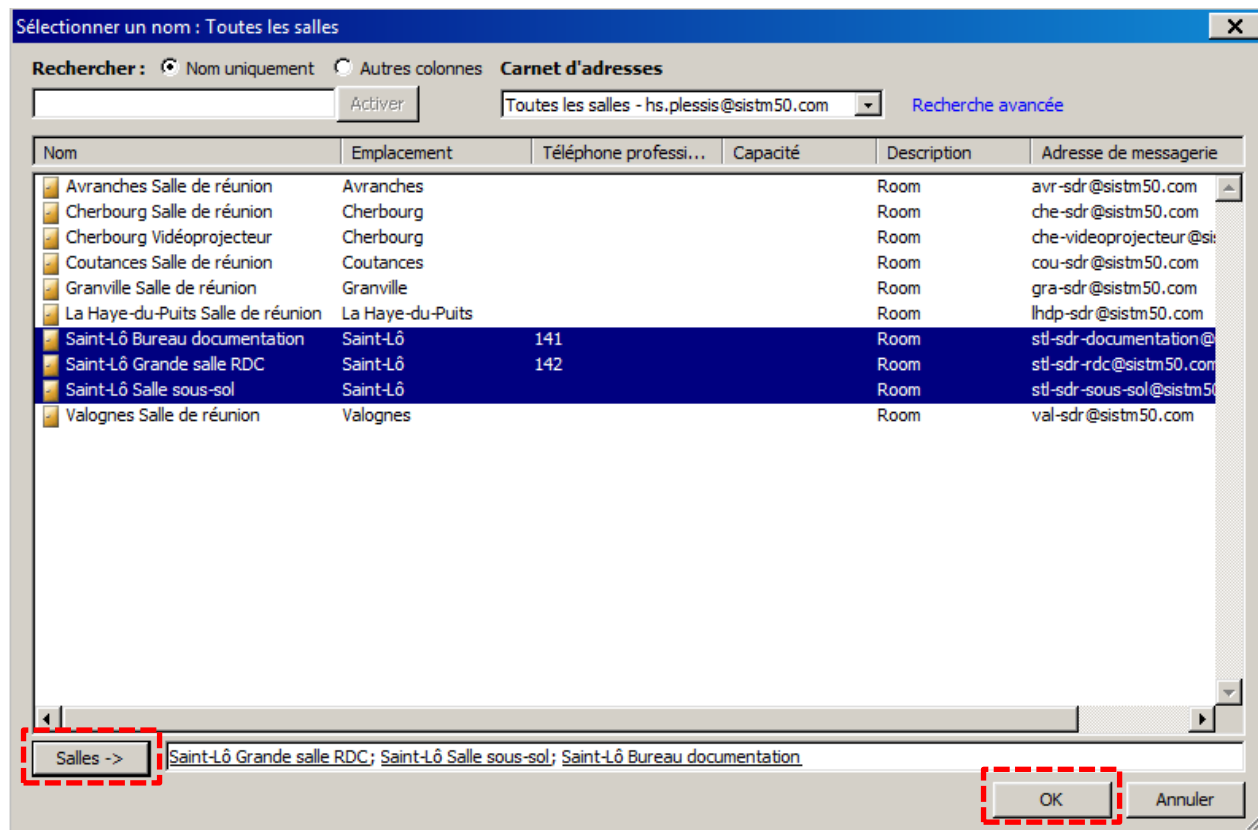 Sélectionner un nom : Toutes les salles
Rechercher : Nom uniquement Autres colonnes Carnet d'adresses
Activer Toutes les salles - hs.plessis@sistm50.com Recherche avancée
Nom Emplacement Téléphone professi... Capacité Description Adresse de messagerie
Avranches Salle de réunion Avranches Room avr-sdr@sistm50.com
Cherbourg Salle de réunion Cherbourg Room che-sdr@sistm50.com
Cherbourg Vidéoprojecteur Cherbourg Room che-videoprojecteur@si
Coutances Salle de réunion Coutances Room cou-sdr@sistm50.com
Granville Salle de réunion Granville Room gra-sdr@sistm50.com
La Haye-du-Puits Salle de réunion La Haye-du-Puits Room lhdp-sdr@sistm50.com
Saint-Lô Bureau documentation Saint-Lô 141 Room stl-sdr-documentation@
Saint-Lô Grande salle RDC Saint-Lô 142 Room stl-sdr-rdc@sistm50.com
Saint-Lô Salle sous-sol Saint-Lô Room stl-sdr-sous-sol@sistm50
Valognes Salle de réunion Valognes Room val-sdr@sistm50.com
Salles -> Saint-Lô Grande salle RDC; Saint-Lô Salle sous-sol; Saint-Lô Bureau documentation
OK Annuler